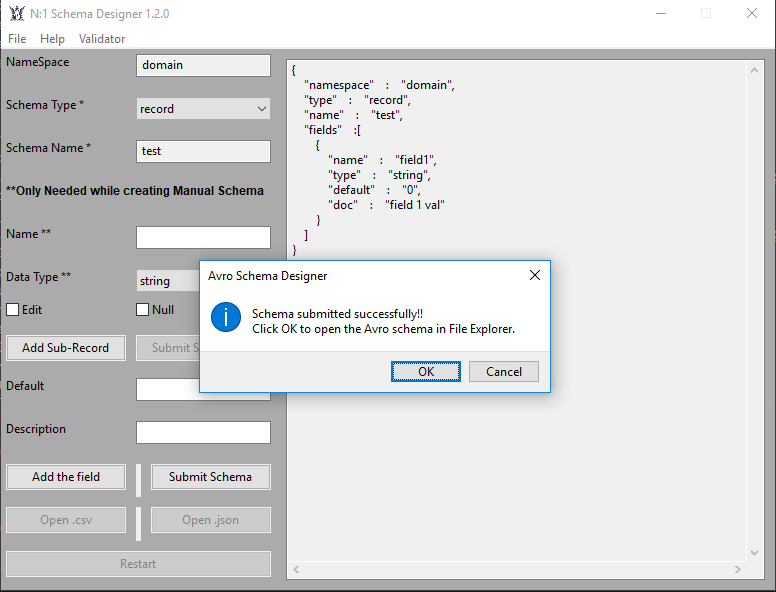 N:1 Schema Designer 1.2.0
File Help Validator
NameSpace
domain
Schema Type *
record
Schema Name *
test
**Only Needed while creating Manual Schema
Name **
Data Type **
string
Edit
Null
Add Sub-Record
Submit S
Default
Description
Add the field
Submit Schema
Open .csv
Open .json
Restart
{
"namespace" : "domain",
"type" : "record",
"name" : "test",
"fields" :[
{
"name" : "field1",
"type" : "string",
"default" : "0",
"doc" : "field 1 val"
}
]
}
Avro Schema Designer
Schema submitted successfully!!
Click OK to open the Avro schema in File Explorer.
OK
Cancel